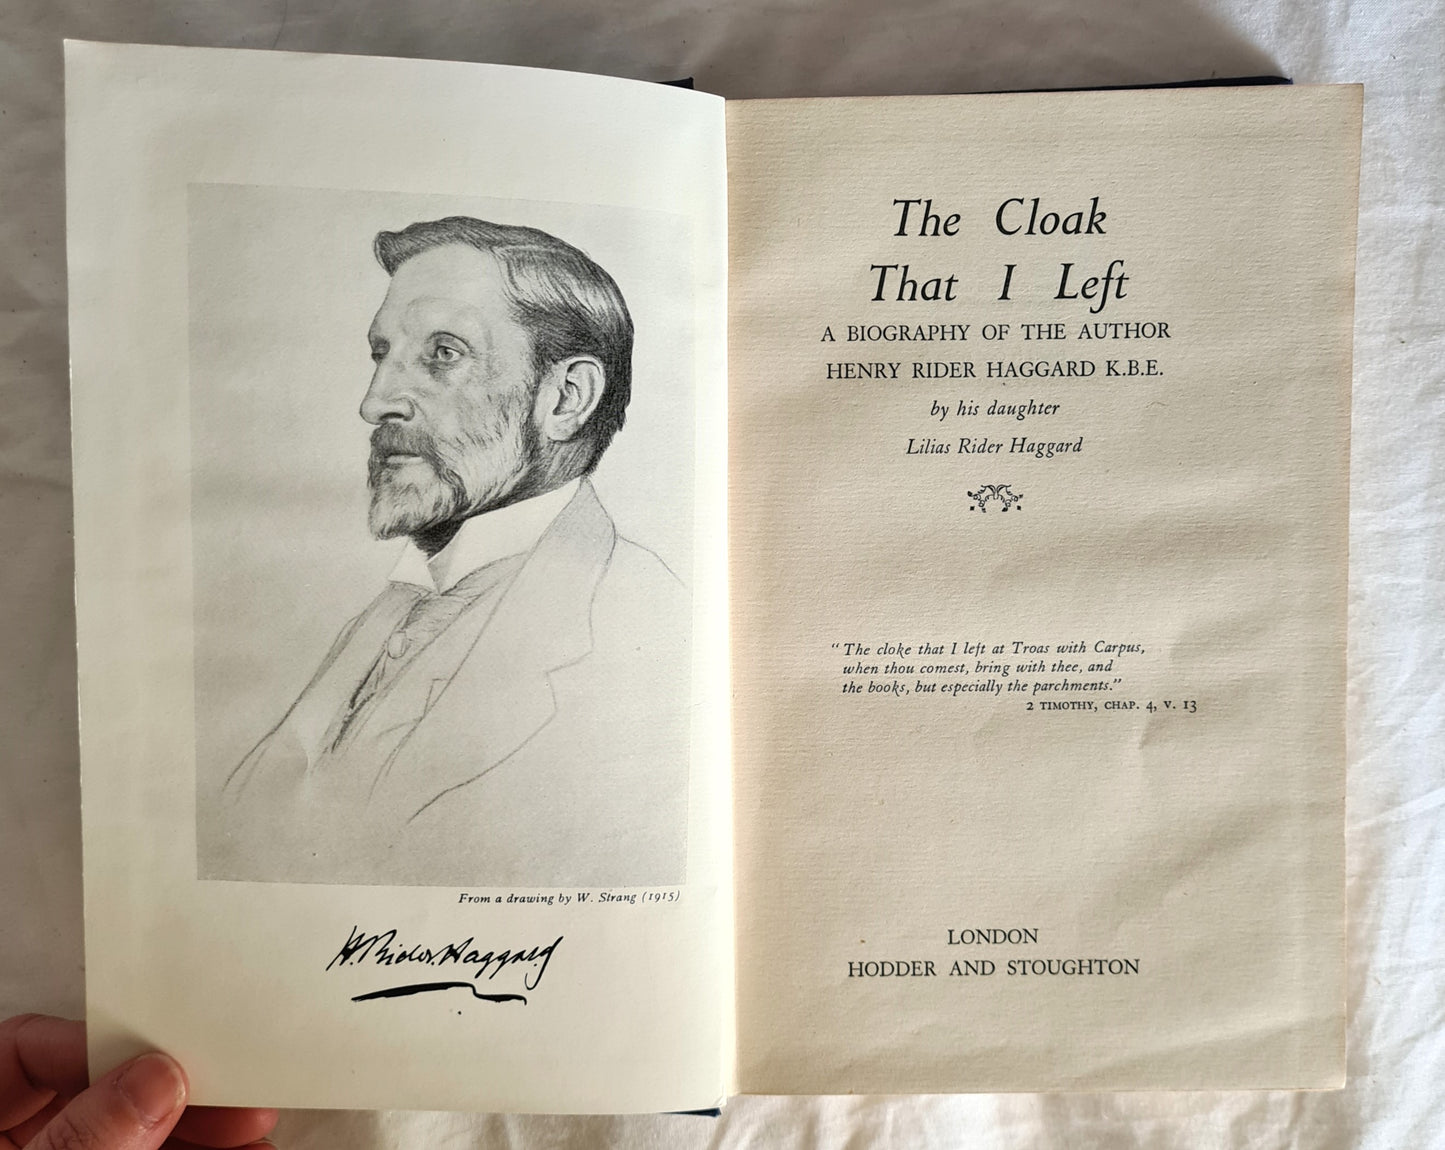 From a drawing by W. Strang (1915)
H. Rider Haggard
The Cloak
That I Left
A BIOGRAPHY OF THE AUTHOR
HENRY RIDER HAGGARD K.B.E.
by his daughter
Lilias Rider Haggard
“The cloke that I left at Troas with Carpus,
when thou comest, bring with thee, and
the books, but especially the parchments.”
2 TIMOTHY, CHAP. 4, V. 13
LONDON
HODDER AND STOUGHTON